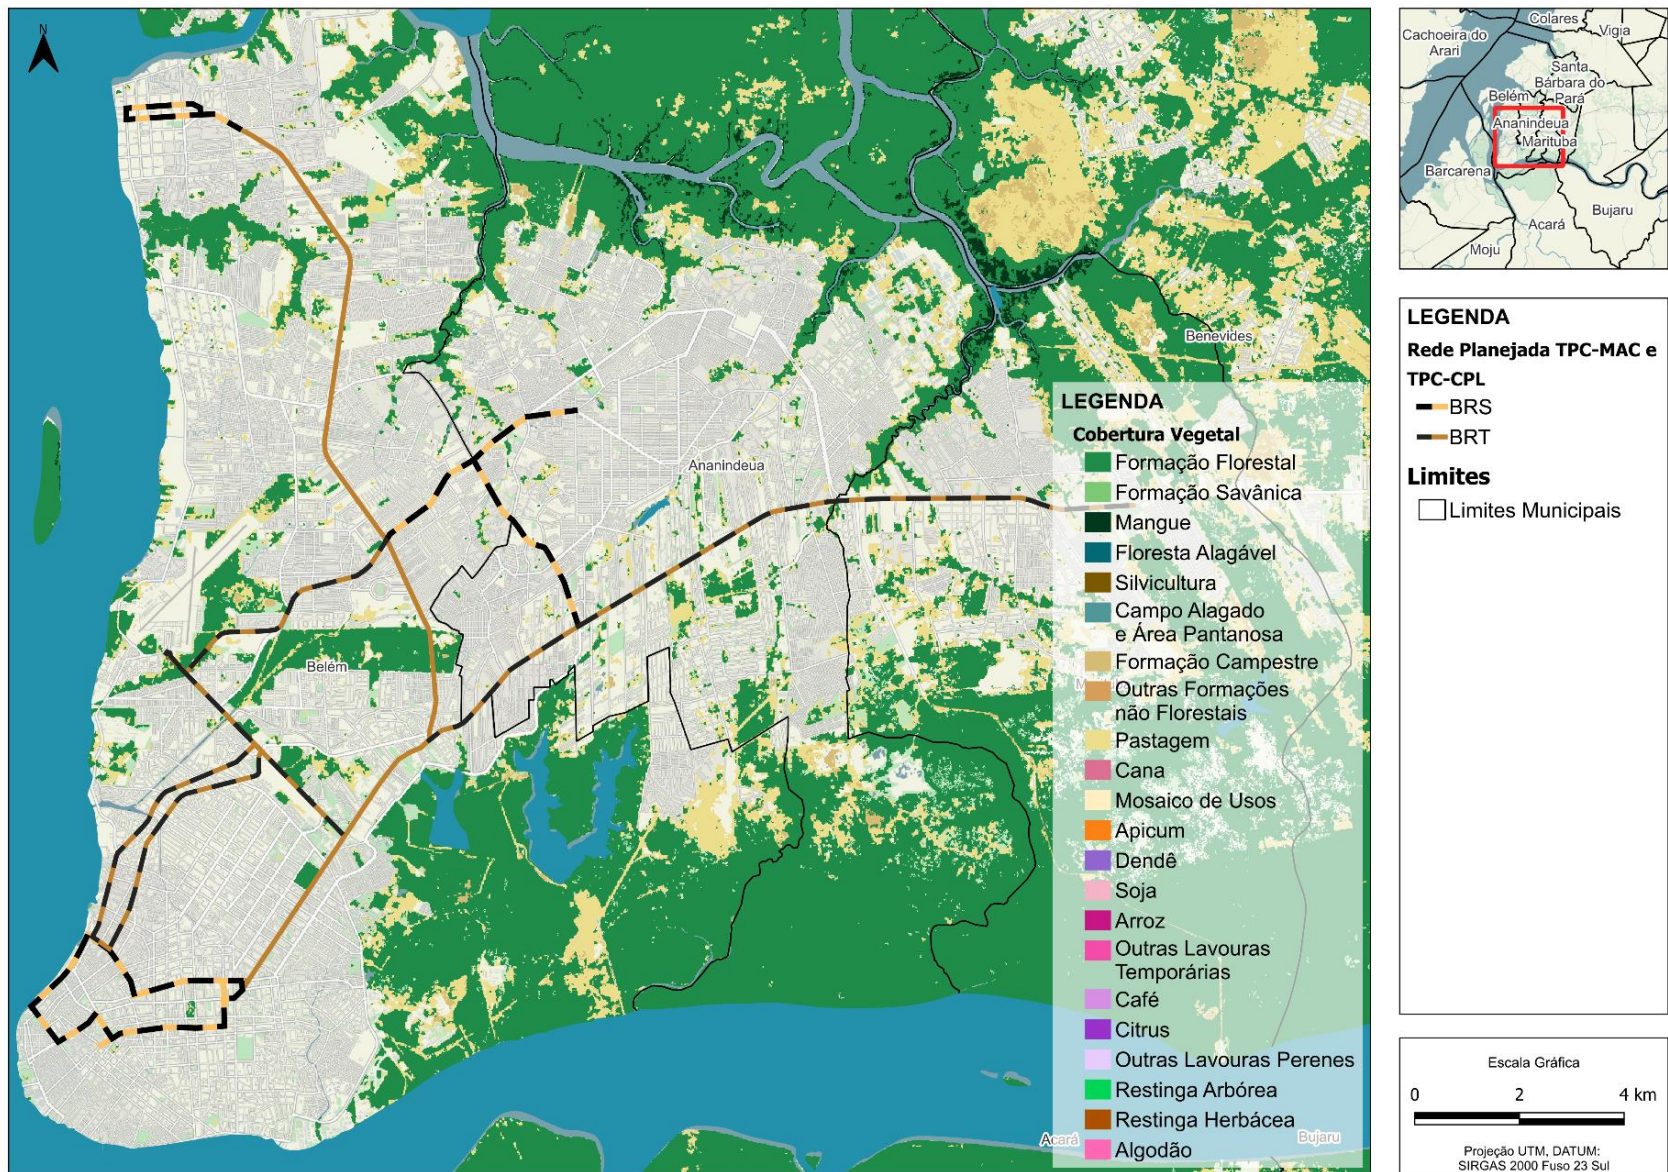 N
Benevides
Ananindeua
Belém
Acará
Bujaru
LEGENDA
Cobertura Vegetal
Formação Florestal
Formação Savânica
Mangue
Floresta Alagável
Silvicultura
Campo Alagado
e Área Pantanosa
Formação Campestre
Outras Formações
não Florestais
Pastagem
Cana
Mosaico de Usos
Apicum
Dendê
Soja
Arroz
Outras Lavouras
Temporárias
Café
Citrus
Outras Lavouras Perenes
Restinga Arbórea
Restinga Herbácea
Algodão
Colares
Cachoeira do
Arari
Vigia
Santa
Bárbara do
Pará
Belém
Ananindeua
Marituba
Barcarena
Bujaru
Acará
Moju
LEGENDA
Rede Planejada TPC-MAC e
TPC-CPL
BRS
BRT
Limites
Limites Municipais
Escala Gráfica
0 2 4 km
Projeção UTM, DATUM:
SIRGAS 2000 Fuso 23 Sul